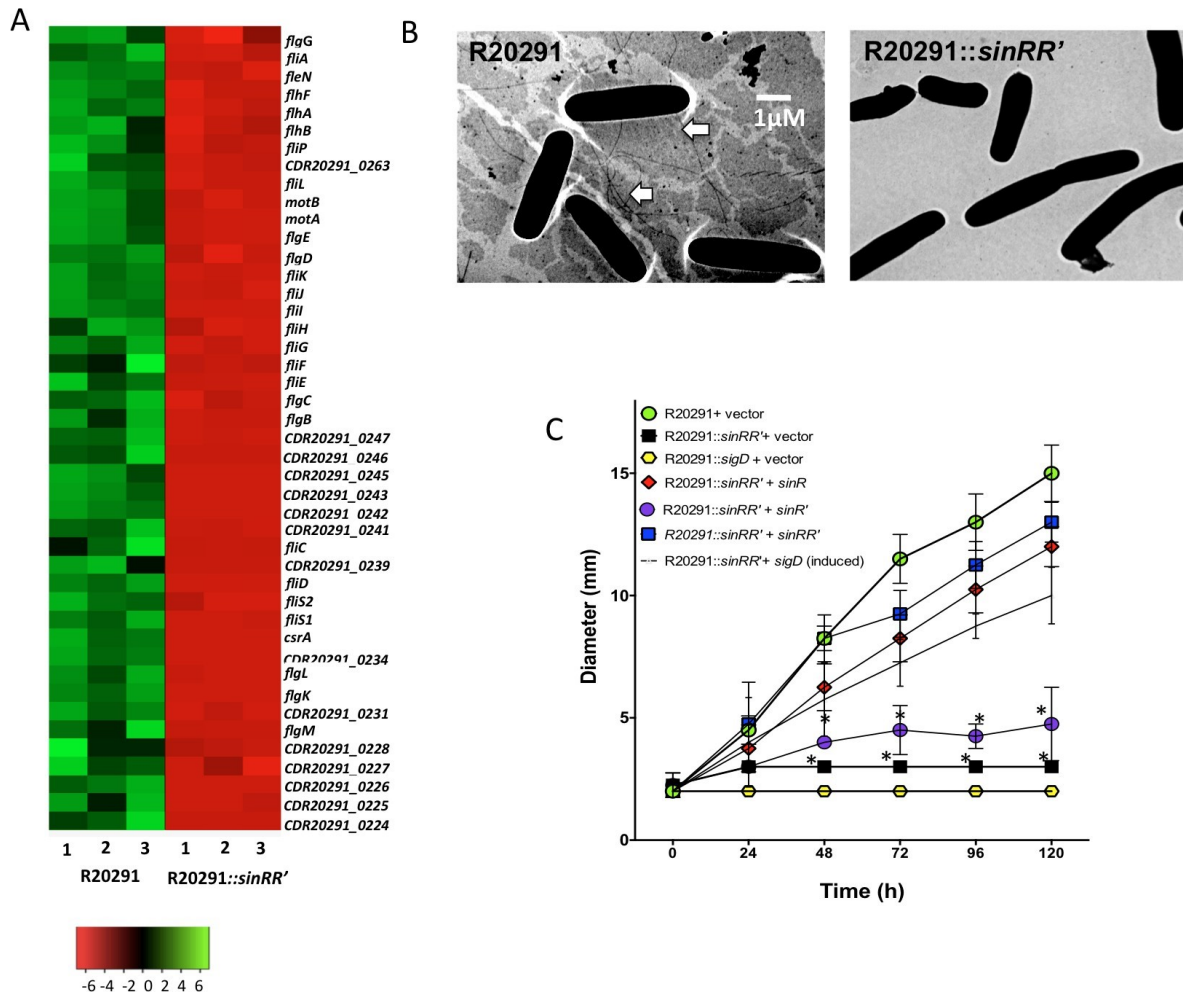 A
flgG
fliA
fleN
flhF
flhA
flhB
fliP
CDR20291_0263
fliL
motB
motA
flgE
flgD
fliK
fliJ
fliI
fliH
fliG
fliF
fliE
flgC
flgB
CDR20291_0247
CDR20291_0246
CDR20291_0245
CDR20291_0243
CDR20291_0242
CDR20291_0241
fliC
CDR20291_0239
fliD
fliS2
fliS1
csrA
CDR20291_0234
flgL
flgK
CDR20291_0231
flgM
CDR20291_0228
CDR20291_0227
CDR20291_0226
CDR20291_0225
CDR20291_0224
1 2 3 1 2 3
R20291 R20291::sinRR’
-6 -4 -2 0 2 4 6
B
R20291
1µM
R20291::sinRR’
C
R20291+ vector
R20291::sinRR'+ vector
R20291::sigD + vector
R20291::sinRR' + sinR
R20291::sinRR' + sinR'
R20291::sinRR' + sinRR'
R20291::sinRR'+ sigD (induced)
Diameter (mm)
15
10
5
0
* * * *
* * * *
0 24 48 72 96 120
Time (h)